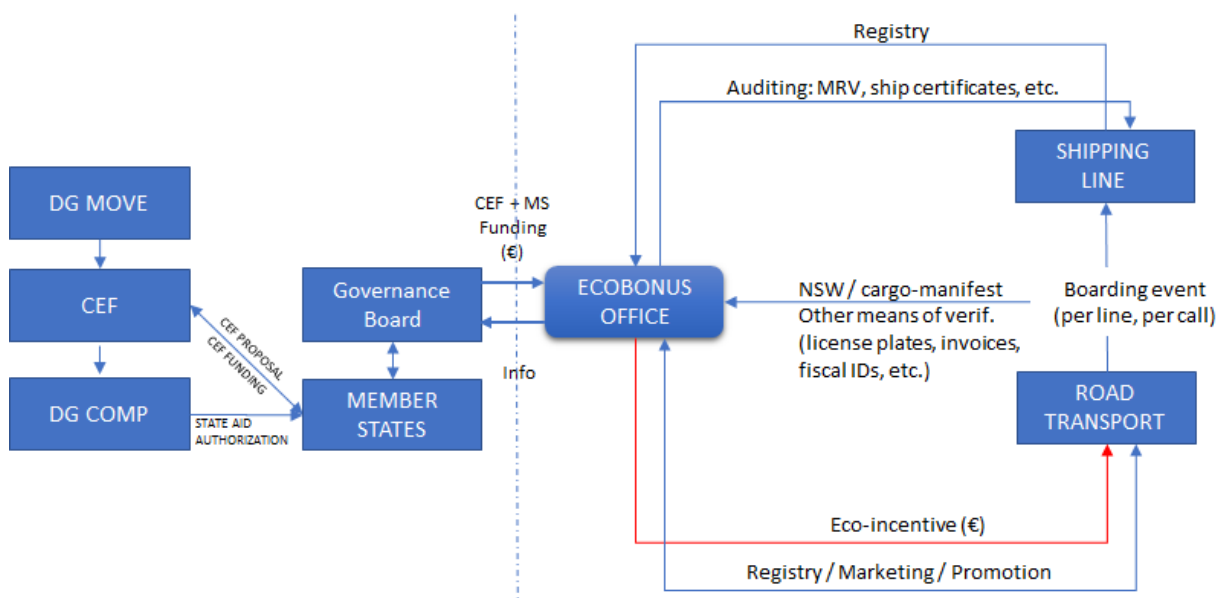 Registry
Auditing: MRV, ship certificates, etc.
SHIPPING
LINE
DG MOVE
CEF + MS
Funding
(€)
CEF
Governance
Board
ECOBONUS
OFFICE
NSW / cargo-manifest
Other means of verif.
(license plates, invoices,
fiscal IDs, etc.)
Boarding event
(per line, per call)
CEF PROPOSAL
CEF FUNDING
Info
DG COMP
STATE AID
AUTHORIZATION
MEMBER
STATES
ROAD
TRANSPORT
Eco-incentive (€)
Registry / Marketing / Promotion